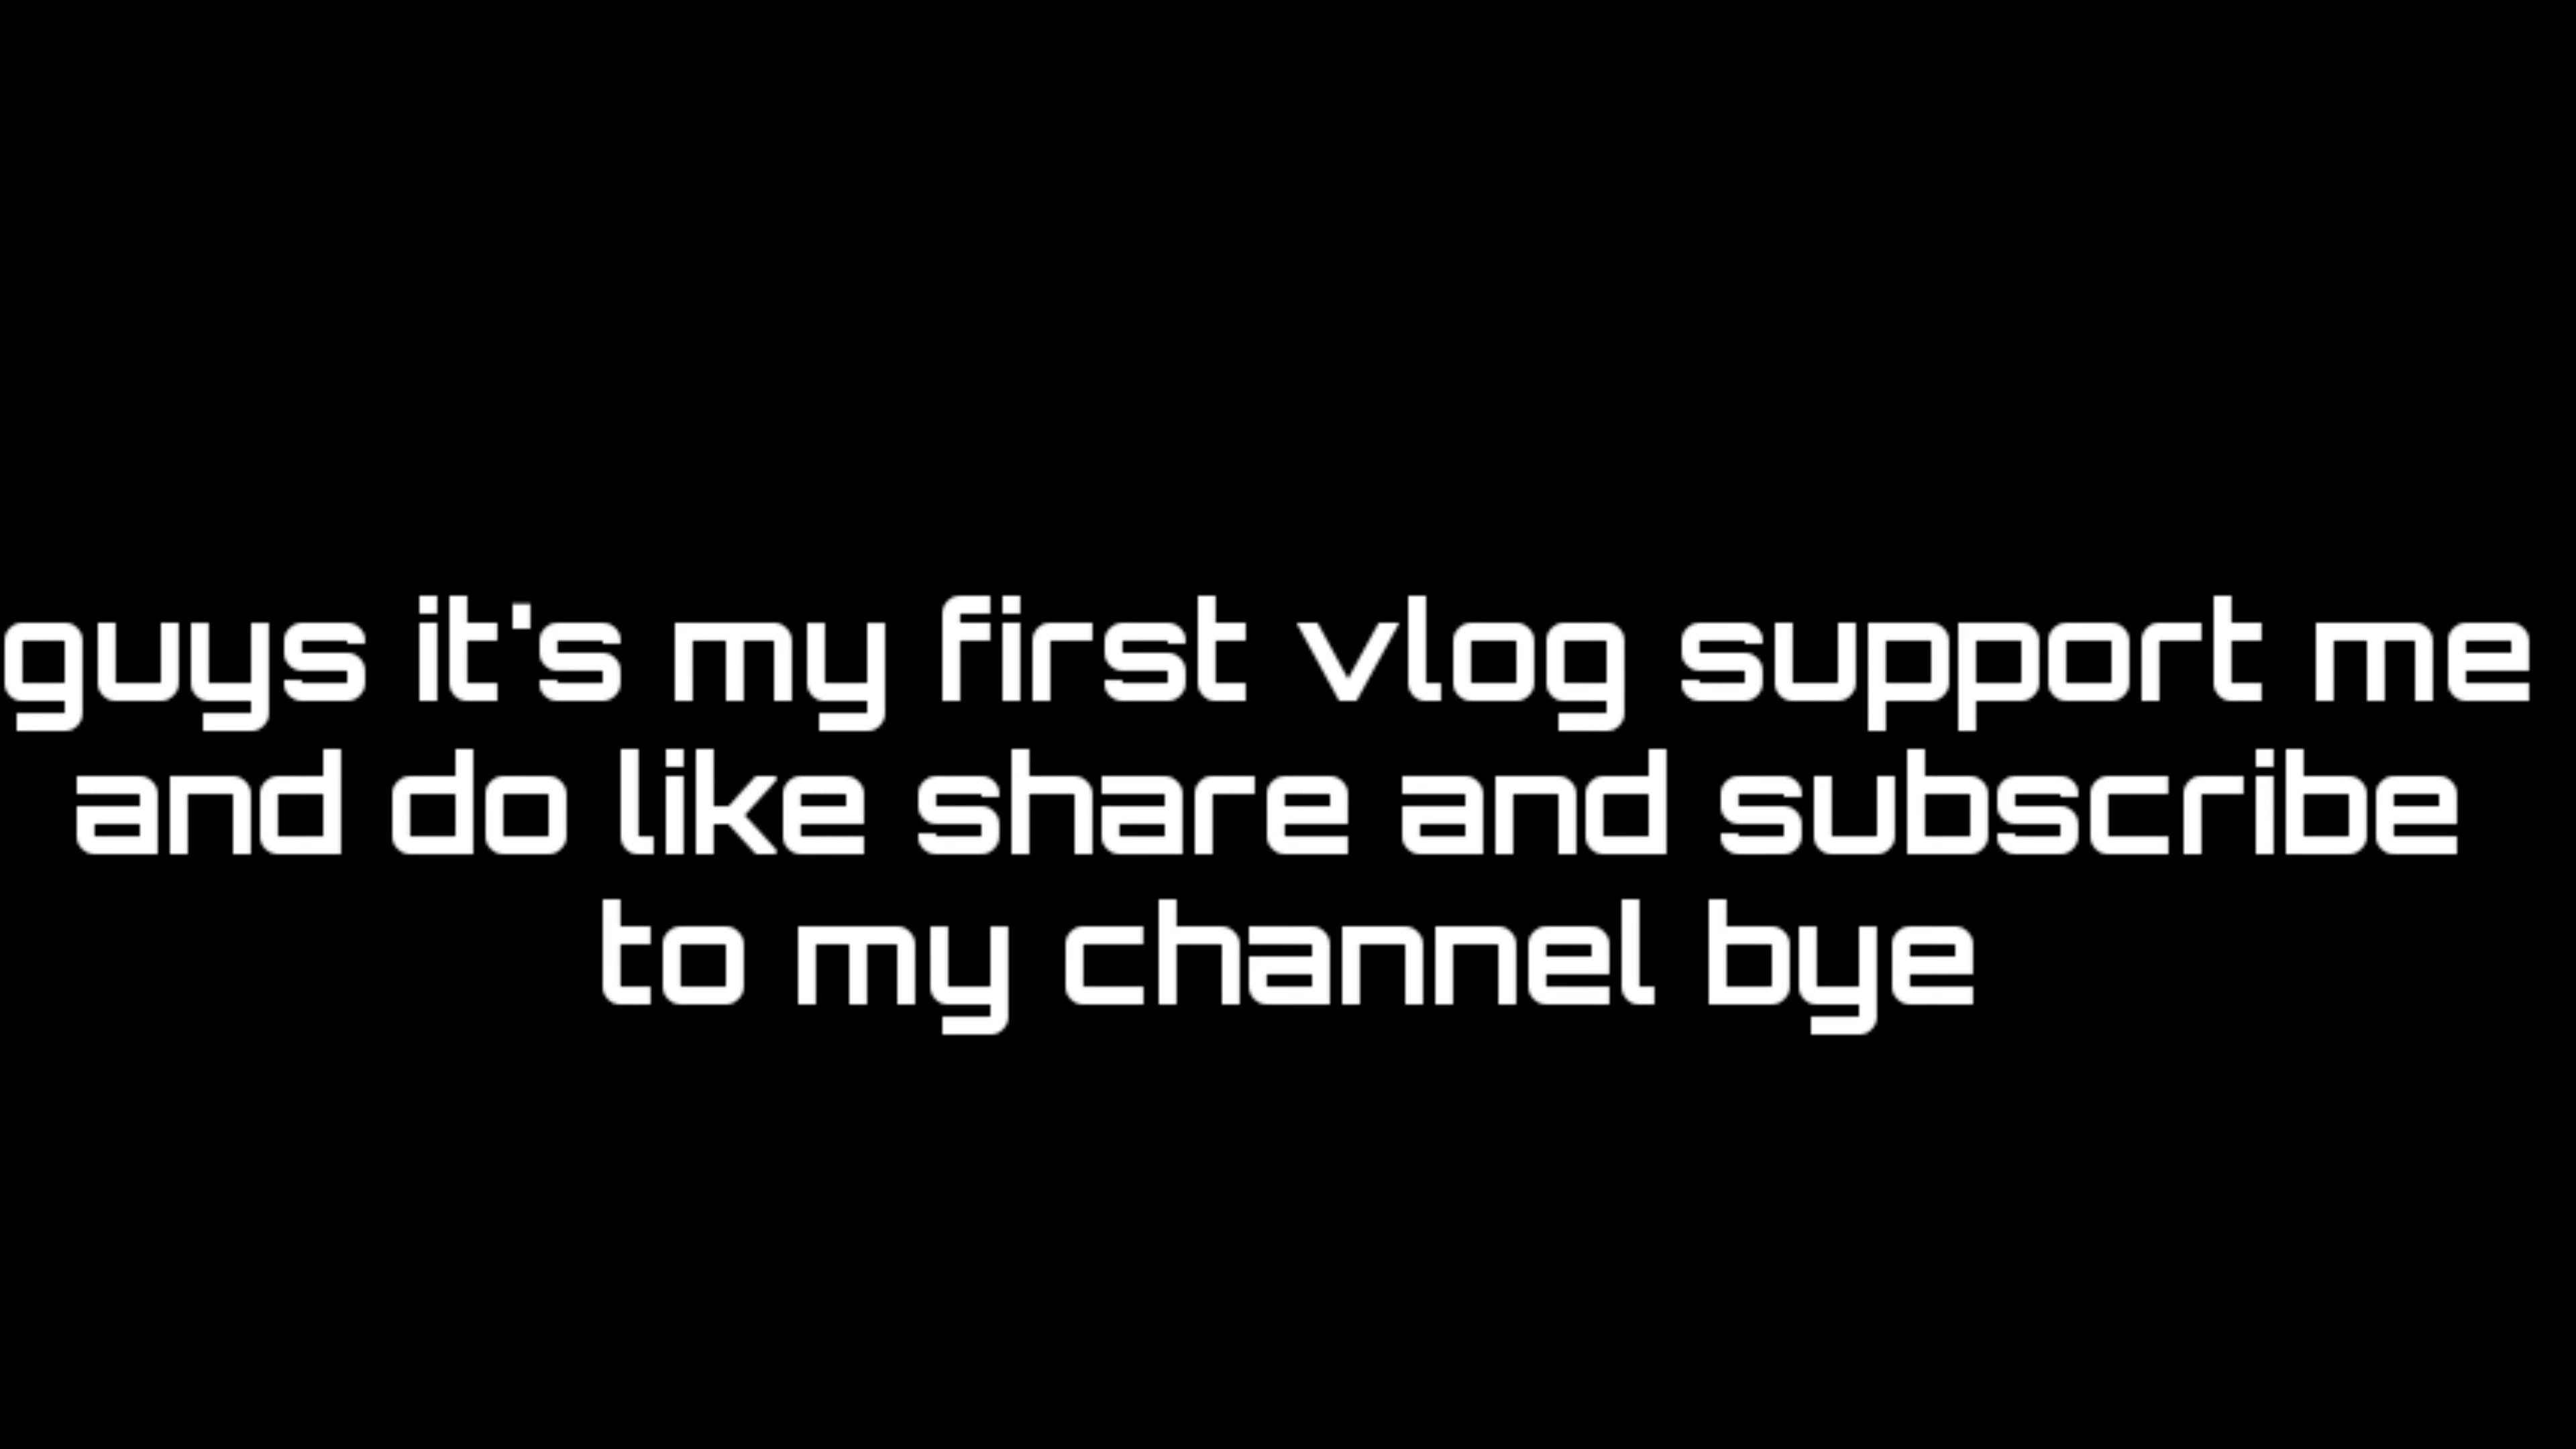 guys it's my first vlog support me
and do like share and subscribe
to my channel bye